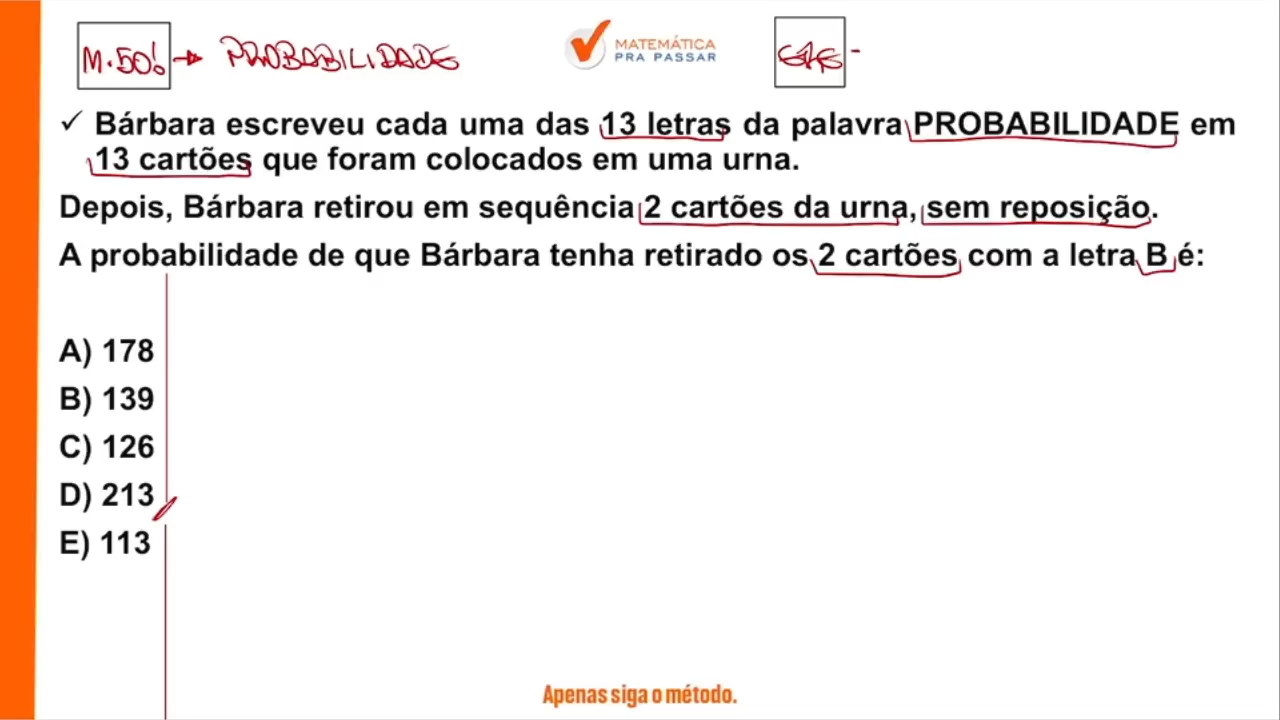 M.50% → PROBABILIDADE
MATEMÁTICA
PRA PASSAR
✓ Bárbara escreveu cada uma das 13 letras da palavra PROBABILIDADE em
13 cartões que foram colocados em uma urna.
Depois, Bárbara retirou em sequência 2 cartões da urna, sem reposição.
A probabilidade de que Bárbara tenha retirado os 2 cartões com a letra B é:
A) 178
B) 139
C) 126
D) 213
E) 113
Apenas siga o método.